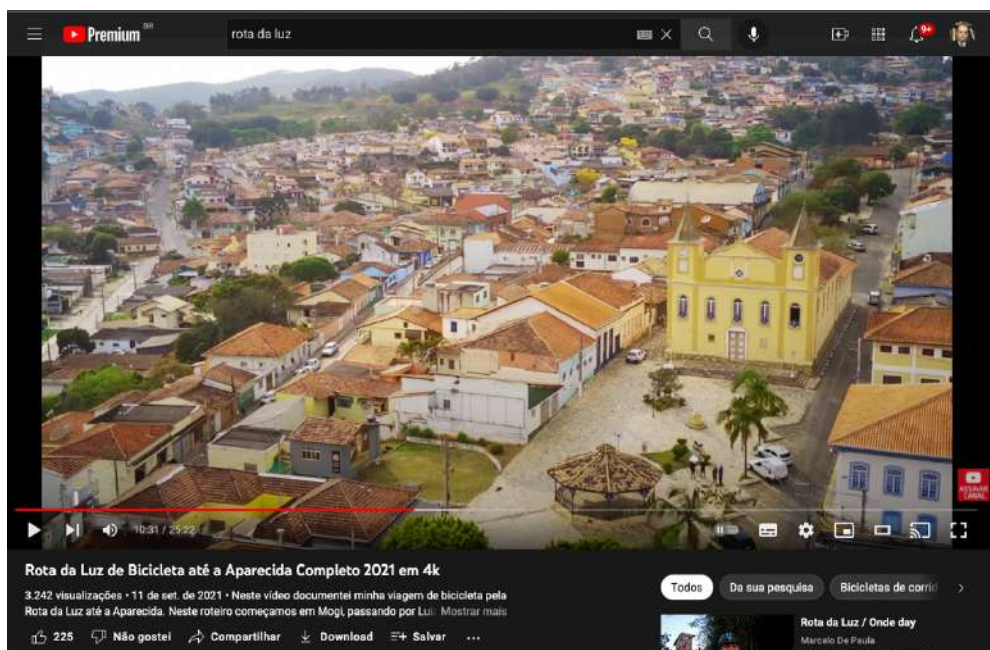 Premium BR
rota da luz
9+
ASSINAR
CANAL
10:31 / 25:22
Rota da Luz de Bicicleta até a Aparecida Completo 2021 em 4k
3.242 visualizações • 11 de set. de 2021 • Neste vídeo documentei minha viagem de bicicleta pela
Rota da Luz até a Aparecida. Neste roteiro começamos em Mogi, passando por Lui Mostrar mais
225 Não gostei Compartilhar Download Salvar ...
Todos Da sua pesquisa Bicicletas de corrid
Rota da Luz / Onde day
Marcelo De Paula